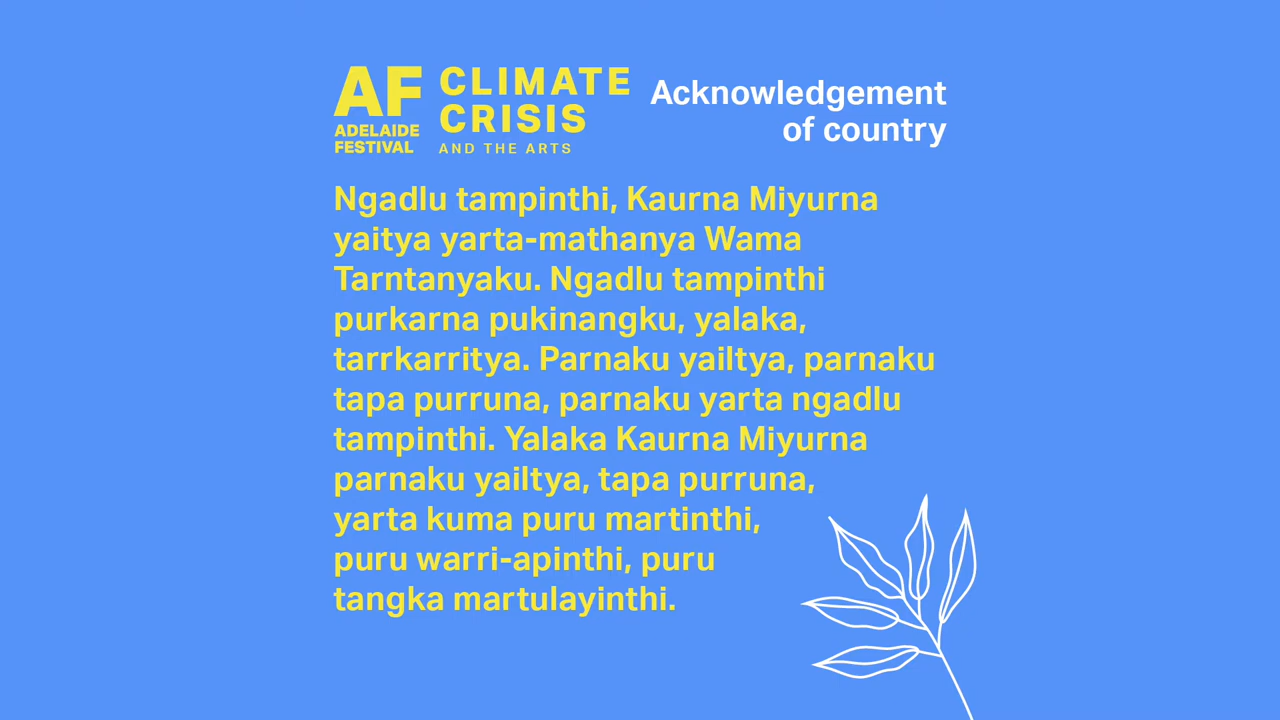 AF
ADELAIDE
FESTIVAL
CLIMATE
CRISIS
AND THE ARTS
Acknowledgement
of country
Ngadlu tampinthi, Kaurna Miyurna
yaitya yarta-mathanya Wama
Tarntanyaku. Ngadlu tampinthi
purkarna pukinangku, yalaka,
tarrkarritya. Parnaku yailtya, parnaku
tapa purruna, parnaku yarta ngadlu
tampinthi. Yalaka Kaurna Miyurna
parnaku yailtya, tapa purruna,
yarta kuma puru martinthi,
puru warri-apinthi, puru
tangka martulayinthi.